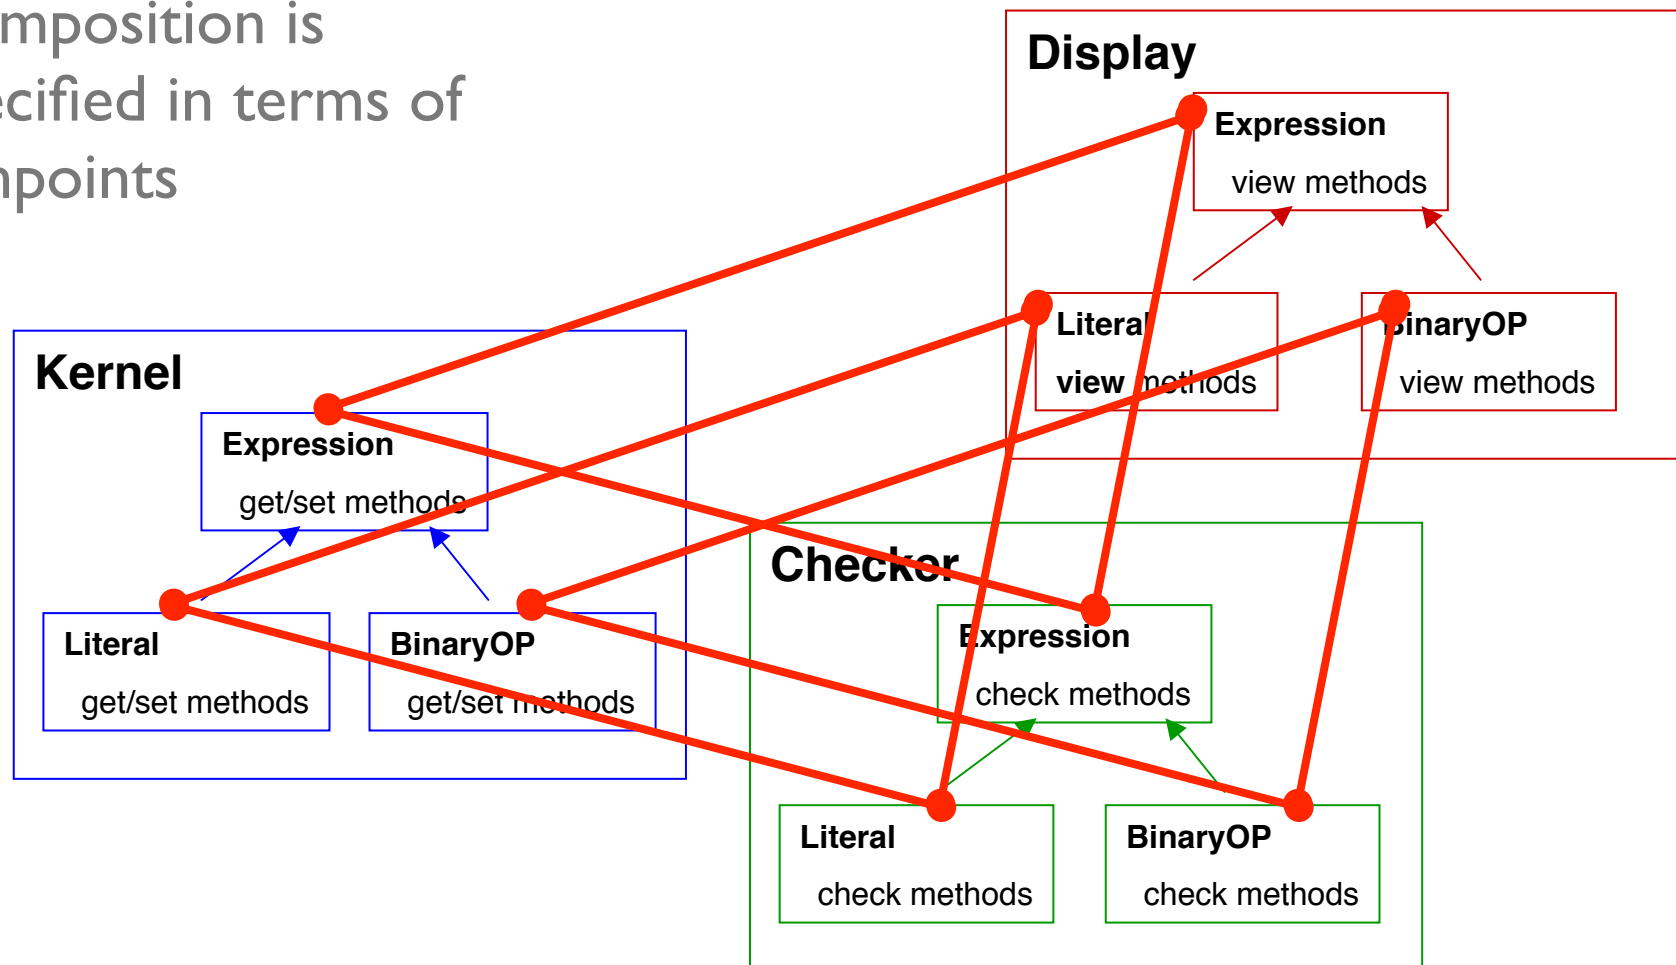 mposition is
ecified in terms of
npoints
Display
Expression
view methods
Literal
view methods
BinaryOP
view methods
Kernel
Expression
get/set methods
Literal
get/set methods
BinaryOP
get/set methods
Checker
Expression
check methods
Literal
check methods
BinaryOP
check methods